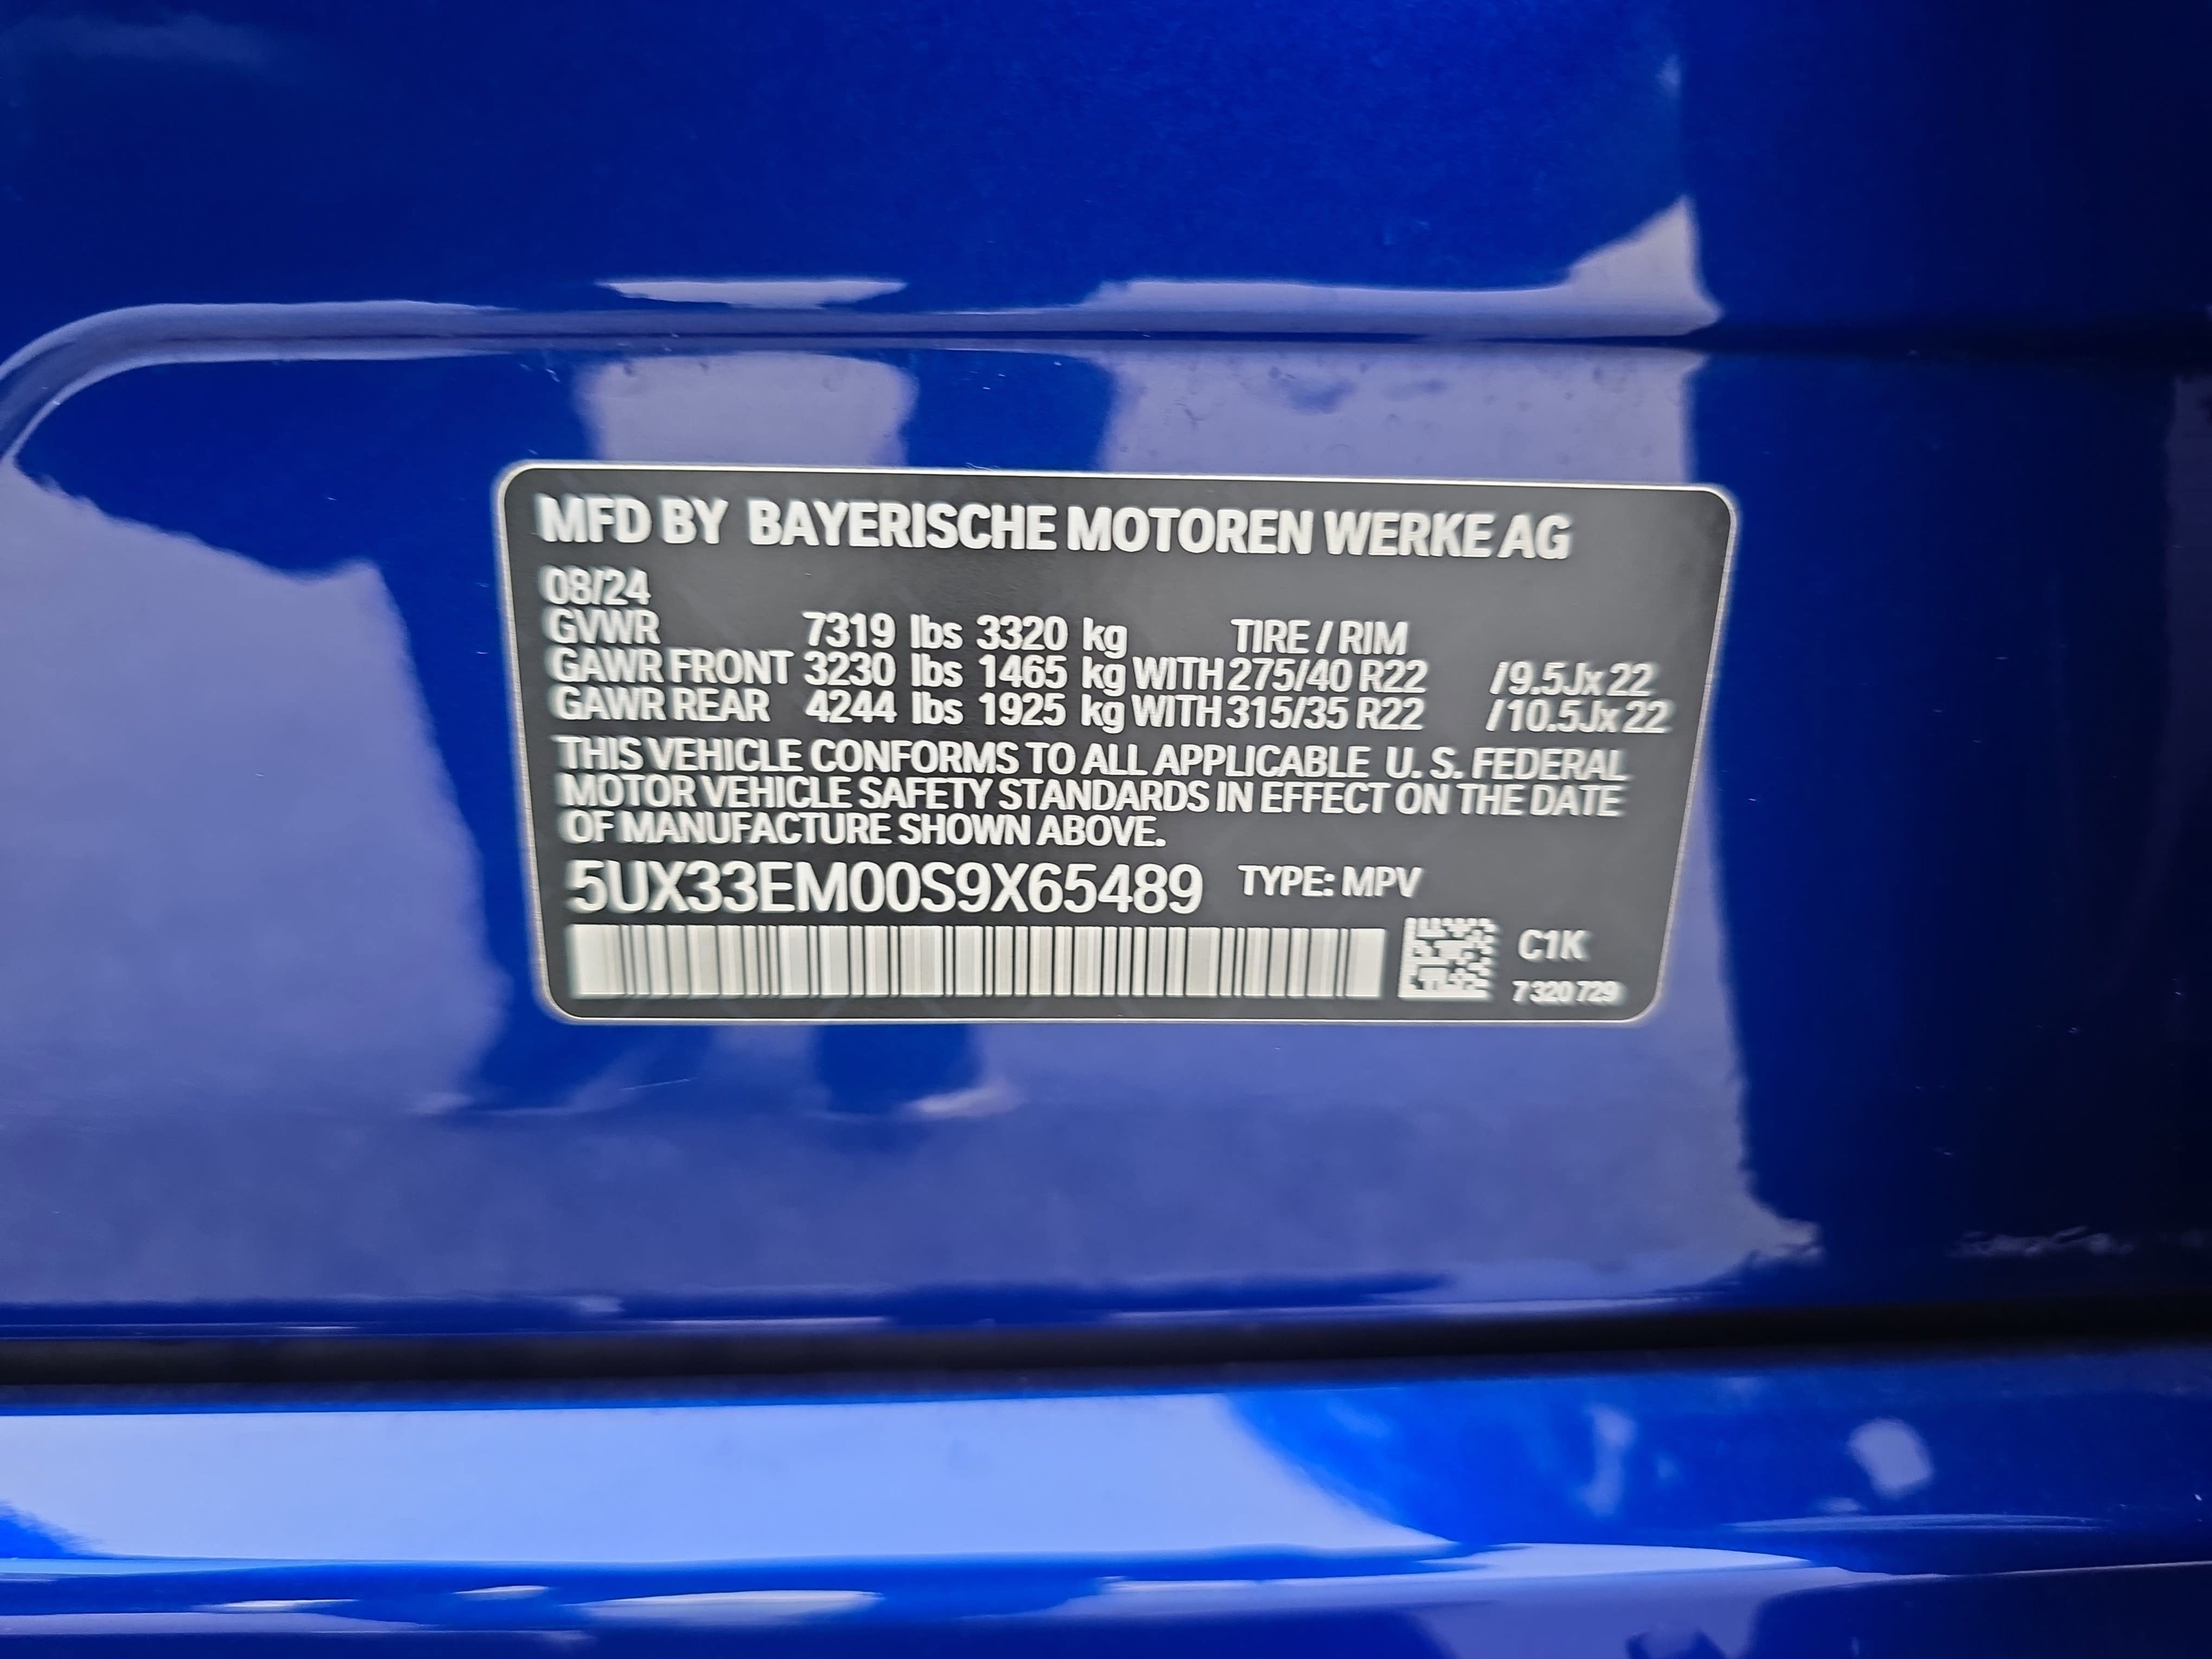 MFD BY BAYERISCHE MOTOREN WERKE AG
08/24
GVWR 7319 lbs 3320 kg TIRE / RIM
GAWR FRONT 3230 lbs 1465 kg WITH 275/40 R22 / 9.5Jx22
GAWR REAR 4244 lbs 1925 kg WITH 315/35 R22 / 10.5Jx22
THIS VEHICLE CONFORMS TO ALL APPLICABLE U. S. FEDERAL
MOTOR VEHICLE SAFETY STANDARDS IN EFFECT ON THE DATE
OF MANUFACTURE SHOWN ABOVE.
5UX33EM00S9X65489 TYPE: MPV
C1K
7 320 729